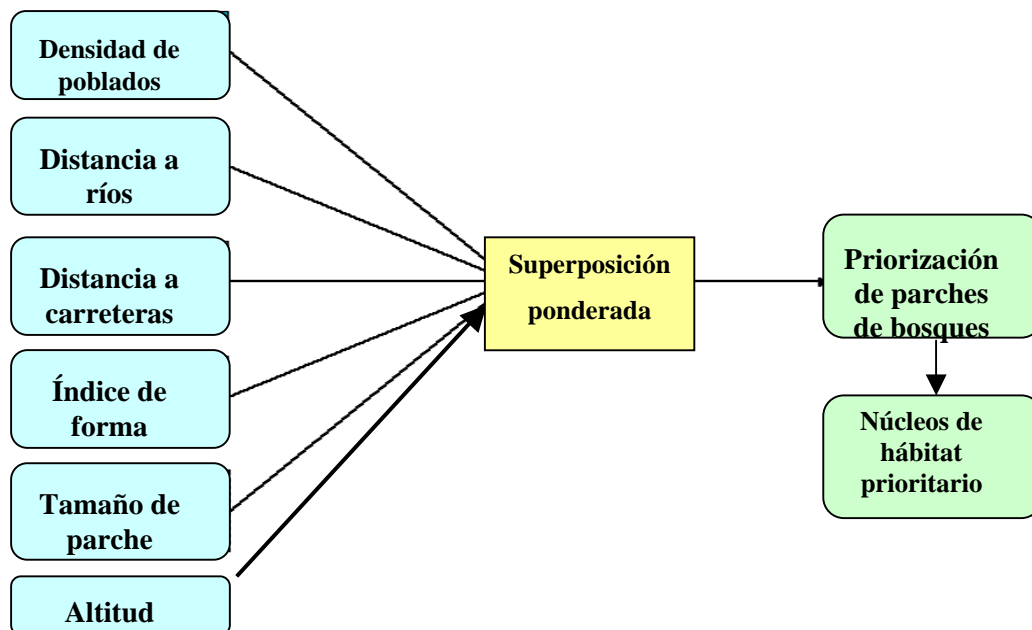 Densidad de
poblados
Distancia a
ríos
Distancia a
carreteras
Índice de
forma
Tamaño de
parche
Altitud
Superposición
ponderada
Priorización
de parches
de bosques
Núcleos de
hábitat
prioritario